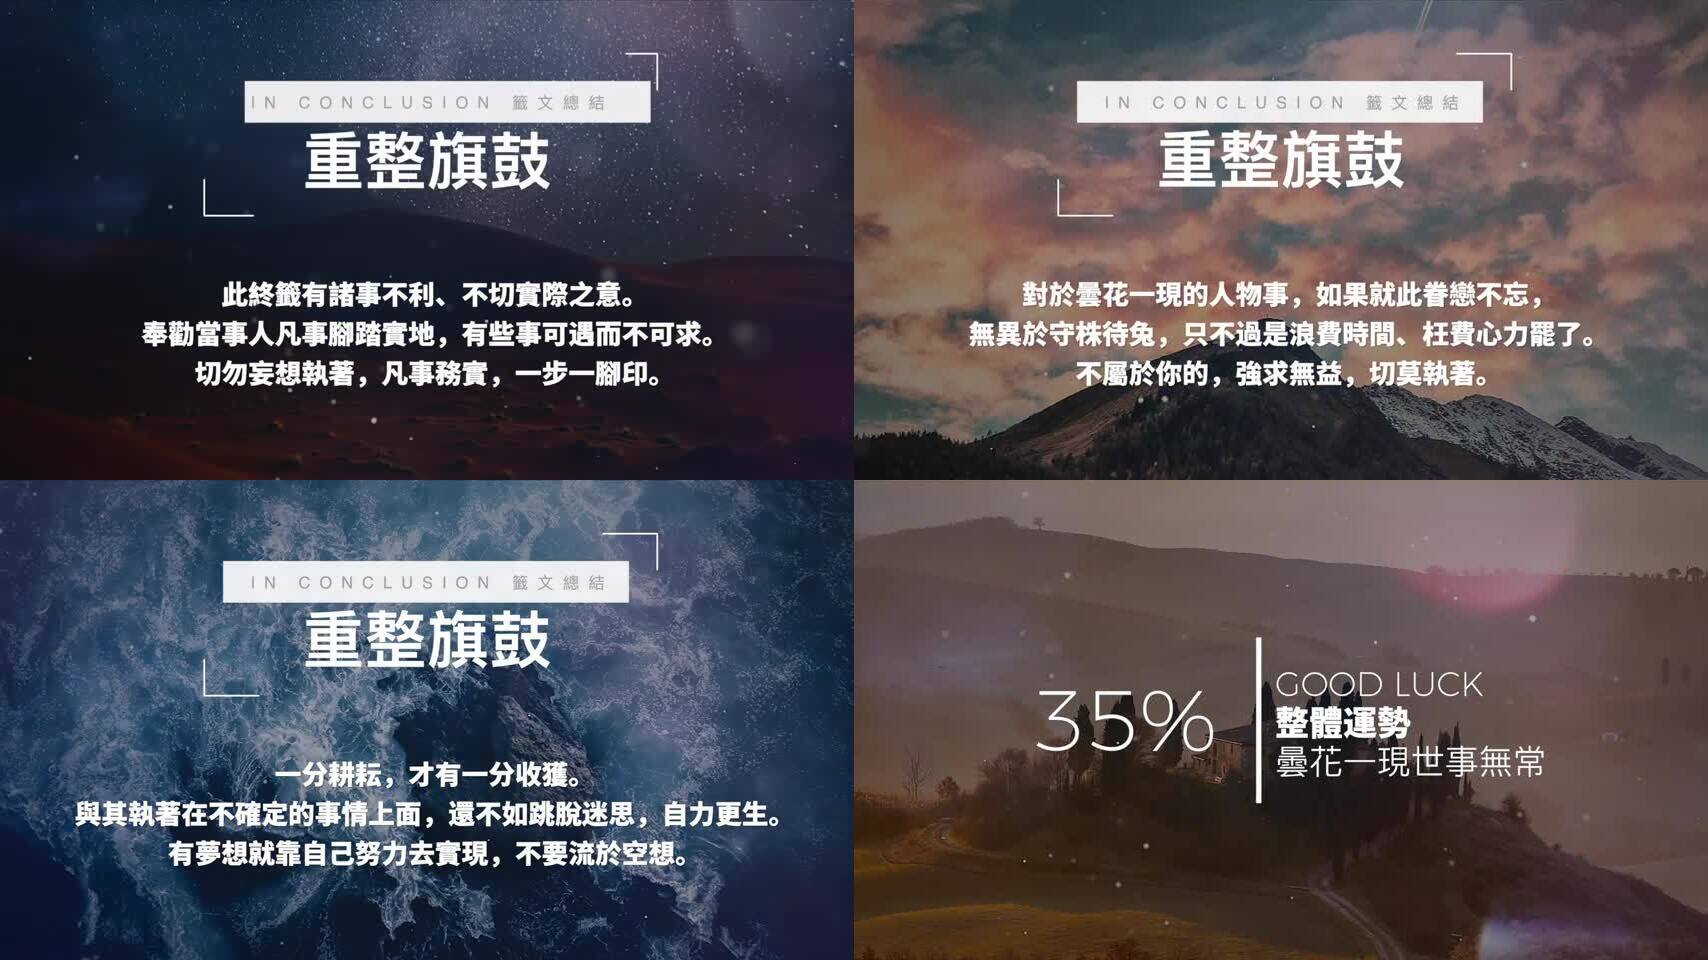 IN CONCLUSION 籤文總結
重整旗鼓
此終籤有諸事不利、不切實際之意。
奉勸當事人凡事腳踏實地，有些事可遇而不可求。
切勿妄想執著，凡事務實，一步一腳印。
IN CONCLUSION 籤文總結
重整旗鼓
對於曇花一現的人物事，如果就此眷戀不忘，
無異於守株待兔，只不過是浪費時間、枉費心力罷了。
不屬於你的，強求無益，切莫執著。
IN CONCLUSION 籤文總結
重整旗鼓
一分耕耘，才有一分收獲。
與其執著在不確定的事情上面，還不如跳脫迷思，自力更生。
有夢想就靠自己努力去實現，不要流於空想。
35%
GOOD LUCK
整體運勢
曇花一現世事無常